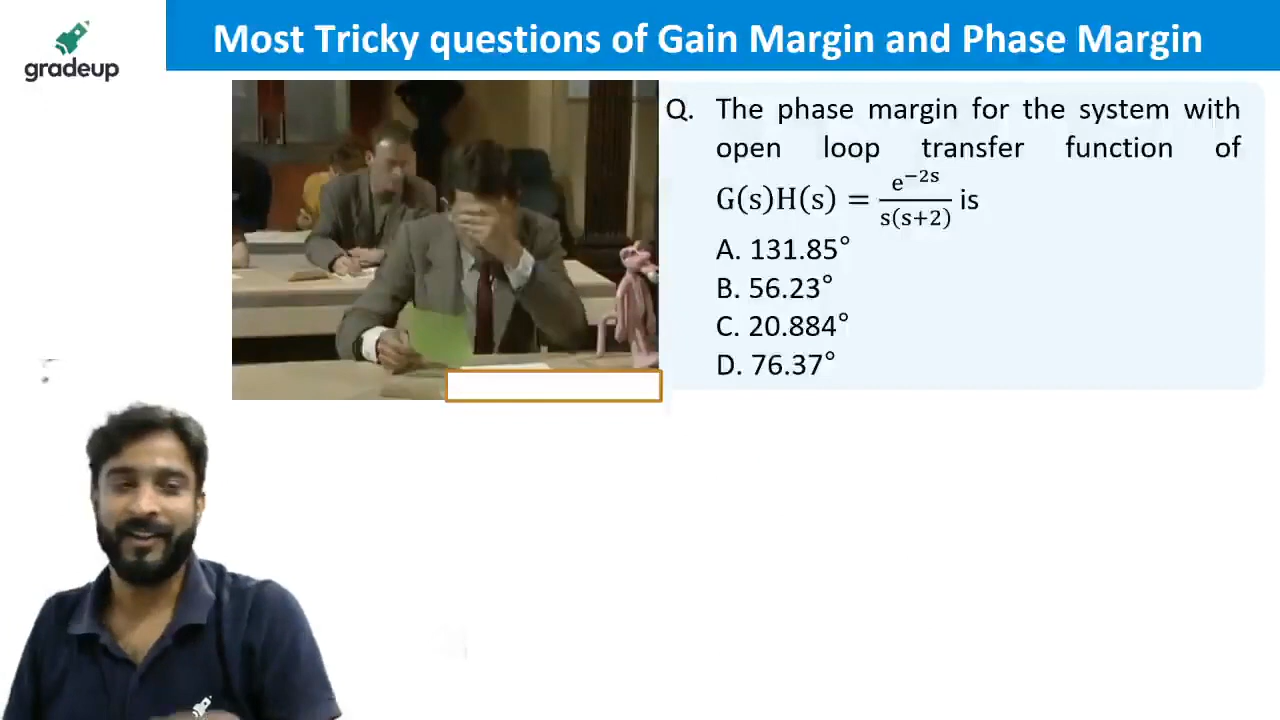 gradeup
Most Tricky questions of Gain Margin and Phase Margin
Q. The phase margin for the system with
open loop transfer function of
G(s)H(s) = e^{−2s}/s(s+2) is
A. 131.85°
B. 56.23°
C. 20.884°
D. 76.37°